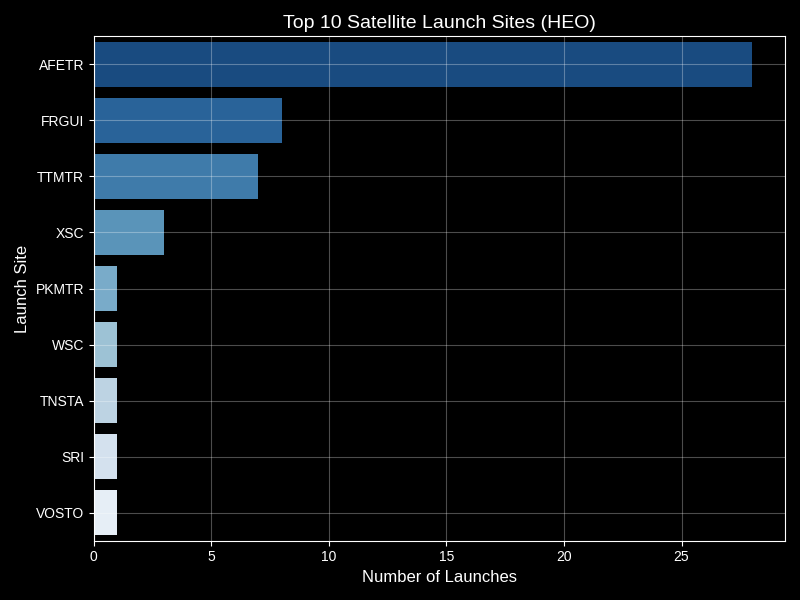 Top 10 Satellite Launch Sites (HEO)
AFETR
FRGUI
TTMTR
XSC
PKMTR
WSC
TNSTA
SRI
VOSTO
Launch Site
0 5 10 15 20 25
Number of Launches